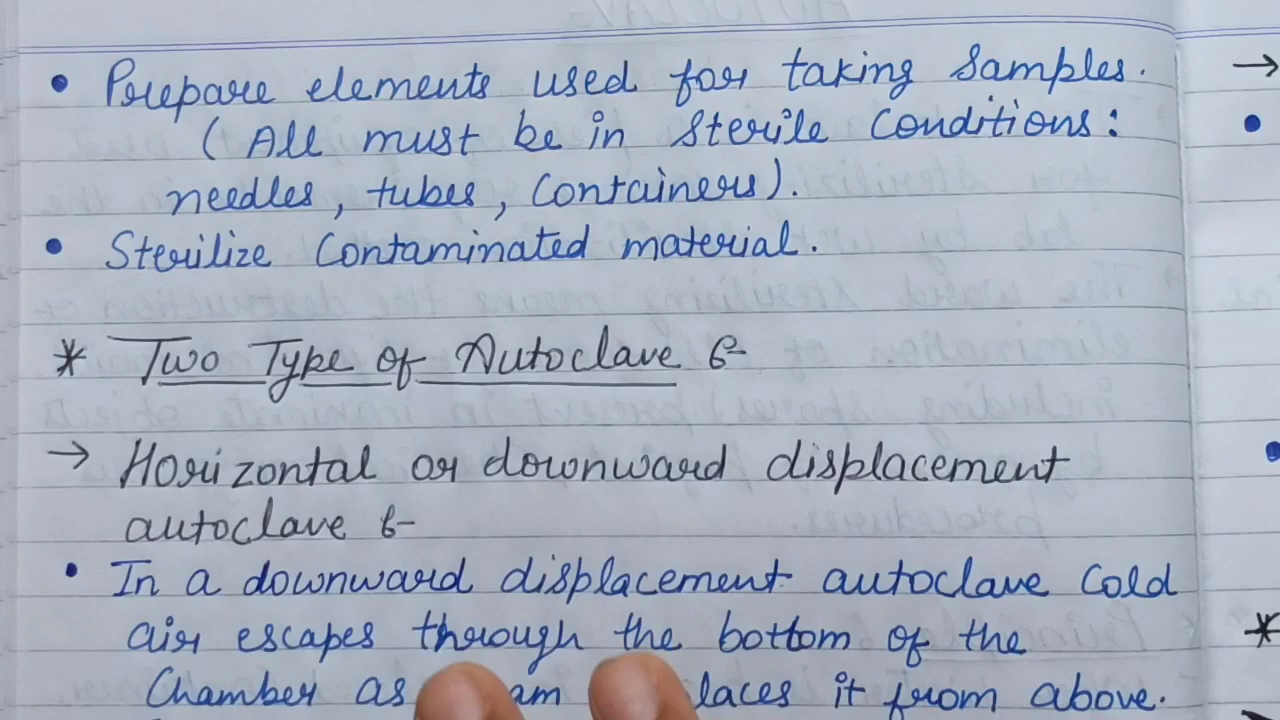 • Prepare elements used for taking samples.
(All must be in sterile conditions:
needles, tubes, containers).
• Sterilize contaminated material.
* Two Type of Autoclave :-
→ Horizontal or downward displacement
autoclave :-
• In a downward displacement autoclave cold
air escapes through the bottom of the
Chamber as laces it from above.